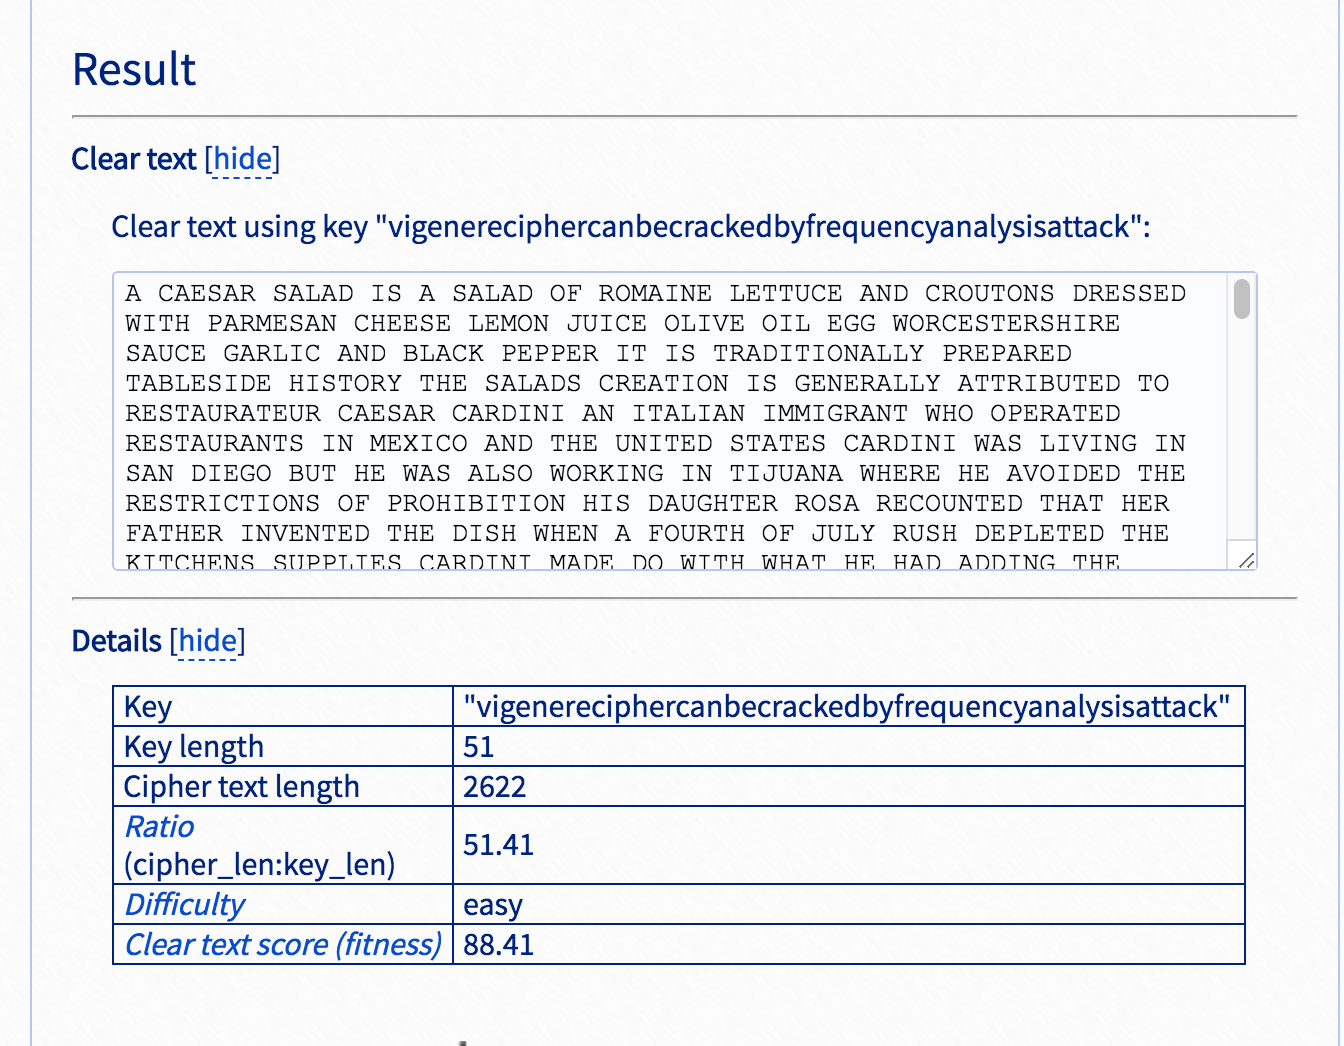 Result
Clear text [hide]
Clear text using key "vigenereciphercanbecrackedbyfrequencyanalysisattack":
A CAESAR SALAD IS A SALAD OF ROMAINE LETTUCE AND CROUTONS DRESSED
WITH PARMESAN CHEESE LEMON JUICE OLIVE OIL EGG WORCESTERSHIRE
SAUCE GARLIC AND BLACK PEPPER IT IS TRADITIONALLY PREPARED
TABLESIDE HISTORY THE SALADS CREATION IS GENERALLY ATTRIBUTED TO
RESTAURATEUR CAESAR CARDINI AN ITALIAN IMMIGRANT WHO OPERATED
RESTAURANTS IN MEXICO AND THE UNITED STATES CARDINI WAS LIVING IN
SAN DIEGO BUT HE WAS ALSO WORKING IN TIJUANA WHERE HE AVOIDED THE
RESTRICTIONS OF PROHIBITION HIS DAUGHTER ROSA RECOUNTED THAT HER
FATHER INVENTED THE DISH WHEN A FOURTH OF JULY RUSH DEPLETED THE
KITCHENS SUPPLIES CARDINI MADE DO WITH WHAT HE HAD ADDING THE
Details [hide]
Key "vigenereciphercanbecrackedbyfrequencyanalysisattack"
Key length 51
Cipher text length 2622
Ratio
(cipher_len:key_len) 51.41
Difficulty easy
Clear text score (fitness) 88.41